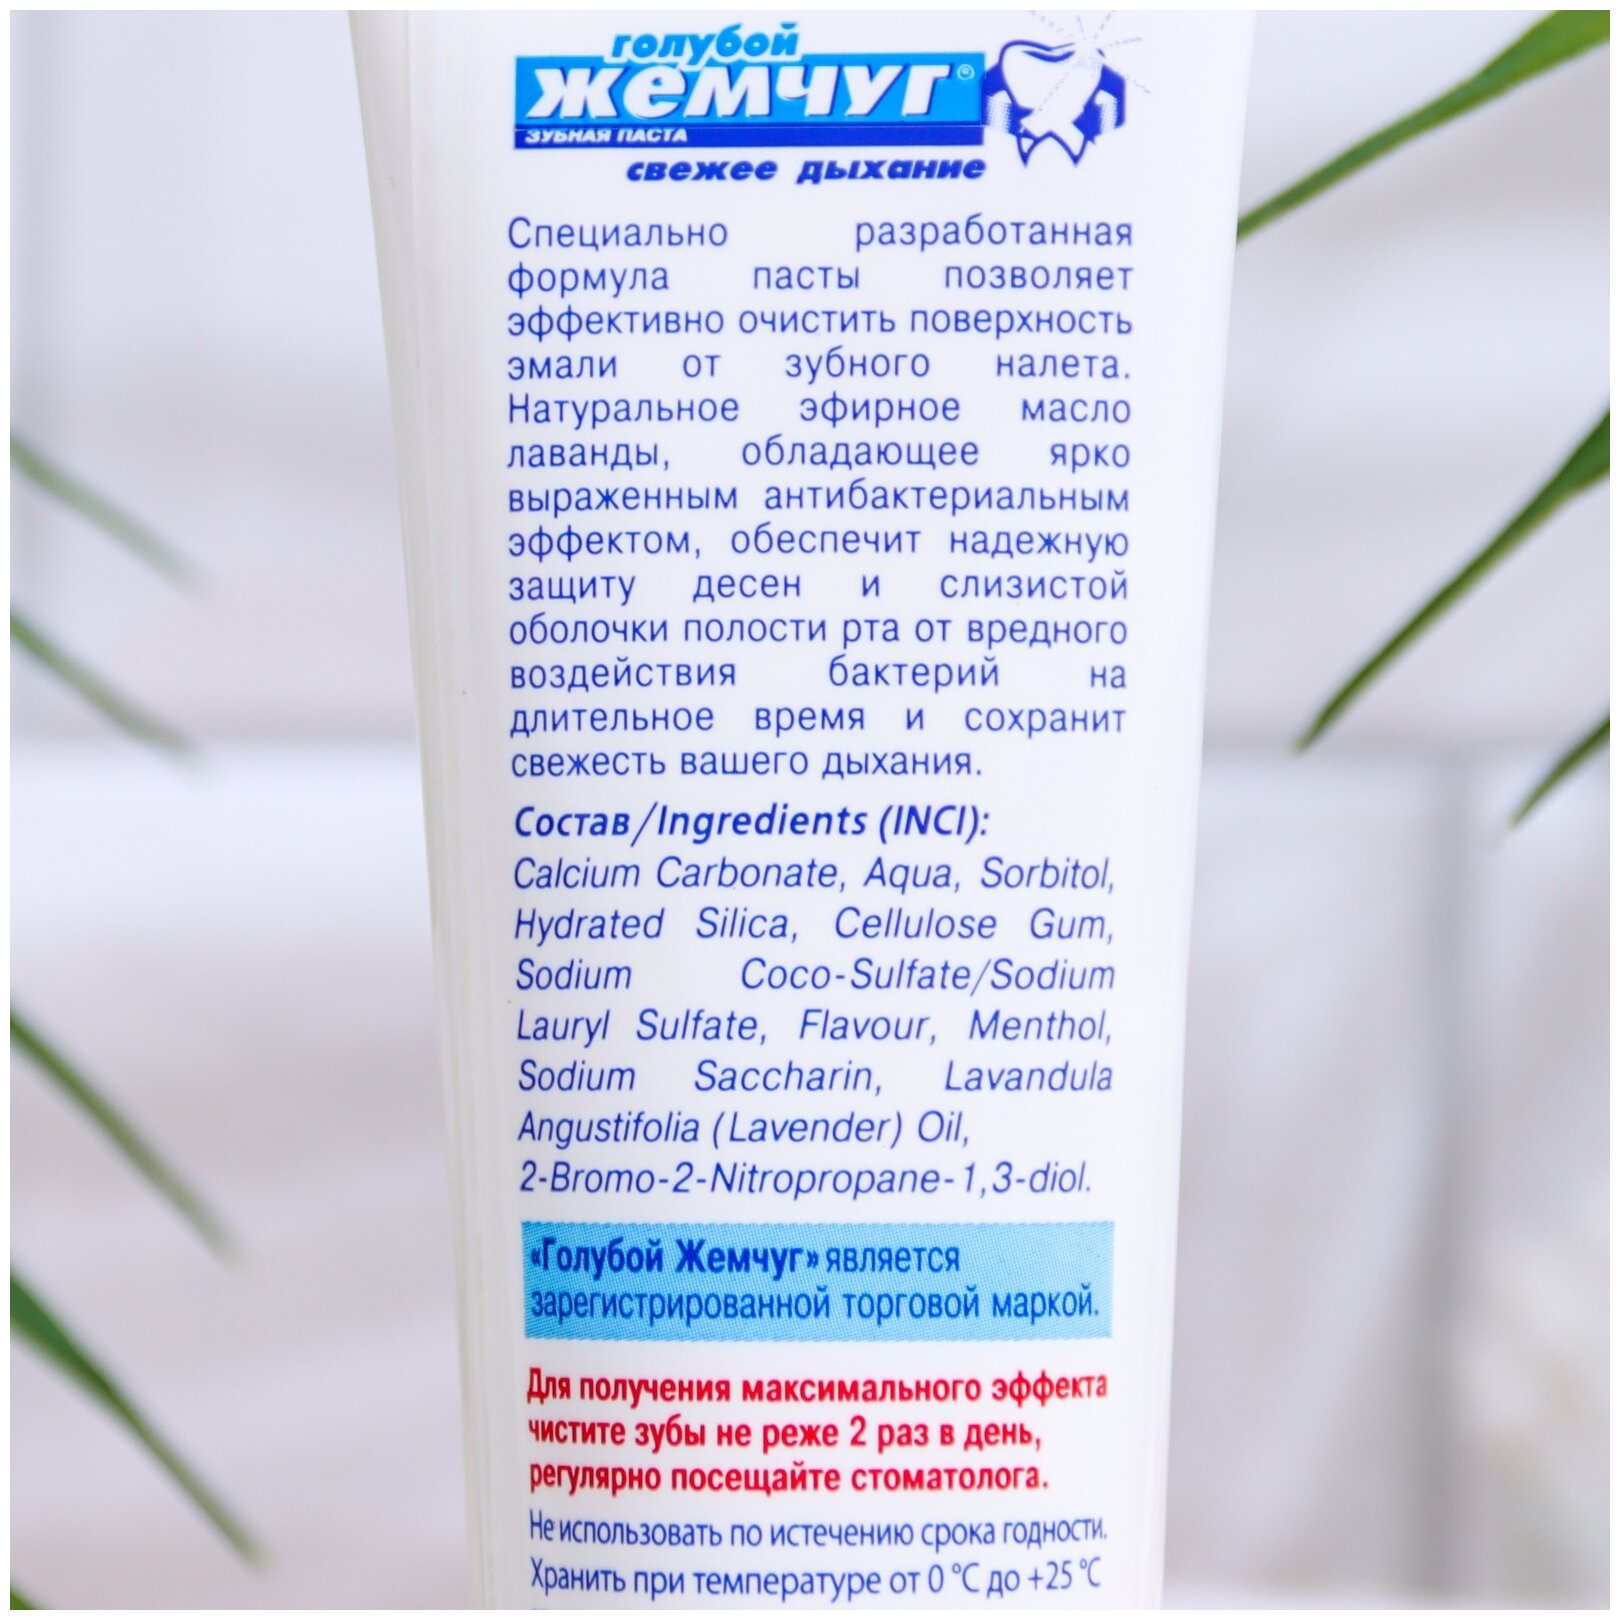 голубой
жемчуг®
ЗУБНАЯ ПАСТА
свежее дыхание
Специально разработанная
формула пасты позволяет
эффективно очистить поверхность
эмали от зубного налета.
Натуральное эфирное масло
лаванды, обладающее ярко
выраженным антибактериальным
эффектом, обеспечит надежную
защиту десен и слизистой
оболочки полости рта от вредного
воздействия бактерий на
длительное время и сохранит
свежесть вашего дыхания.
Состав/Ingredients (INCI):
Calcium Carbonate, Aqua, Sorbitol,
Hydrated Silica, Cellulose Gum,
Sodium Coco-Sulfate/Sodium
Lauryl Sulfate, Flavour, Menthol,
Sodium Saccharin, Lavandula
Angustifolia (Lavender) Oil,
2-Bromo-2-Nitropropane-1,3-diol.
«Голубой Жемчуг» является
зарегистрированной торговой маркой.
Для получения максимального эффекта
чистите зубы не реже 2 раз в день,
регулярно посещайте стоматолога.
Не использовать по истечению срока годности.
Хранить при температуре от 0 °С до +25 °С